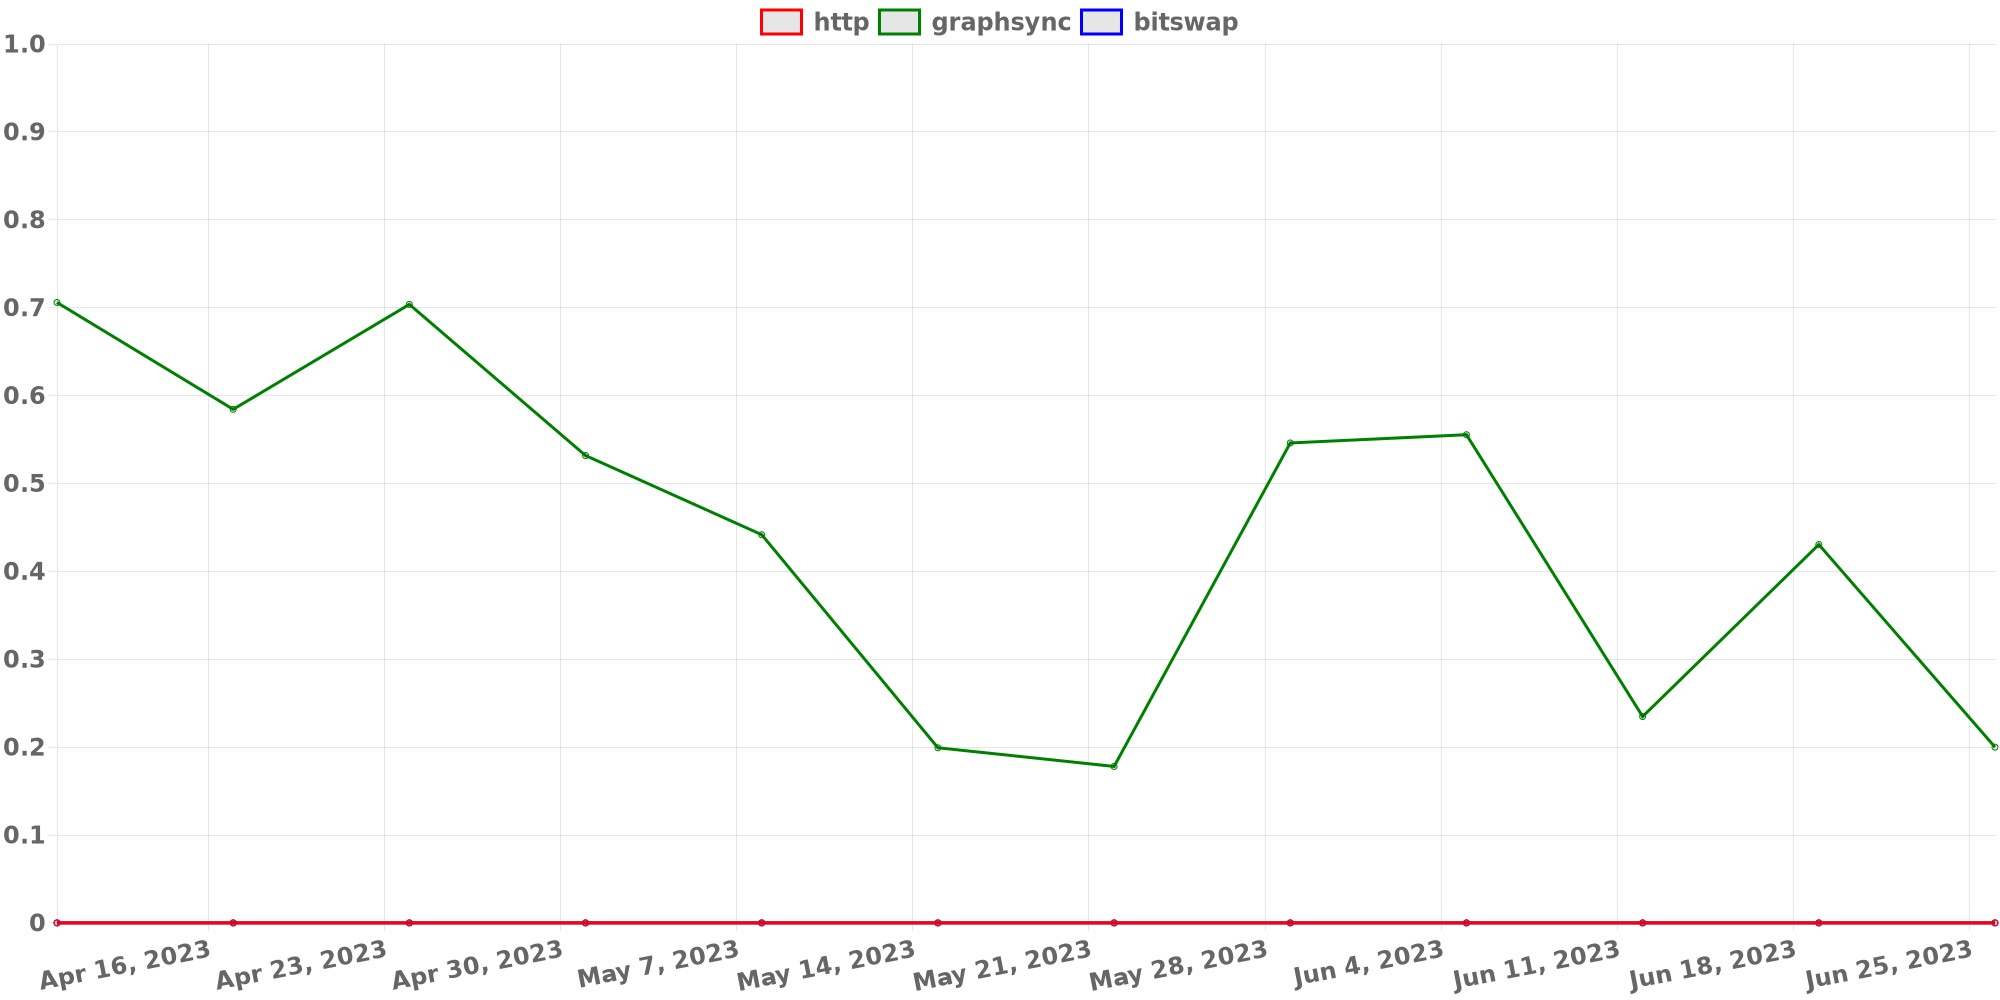 http graphsync bitswap
1.0
0.9
0.8
0.7
0.6
0.5
0.4
0.3
0.2
0.1
0
Apr 16, 2023
Apr 23, 2023
Apr 30, 2023
May 7, 2023
May 14, 2023
May 21, 2023
May 28, 2023
Jun 4, 2023
Jun 11, 2023
Jun 18, 2023
Jun 25, 2023